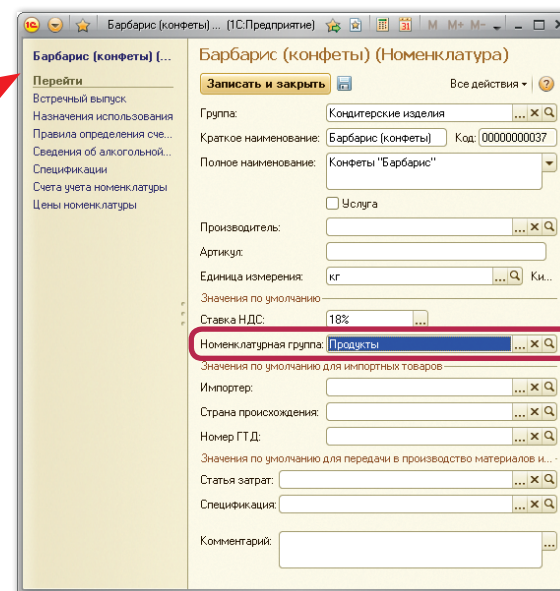 Барбарис (конфеты)... (1С:Предприятие)
M M+ M-
31
Барбарис (конфеты) (...
Перейти
Встречный выпуск
Назначения использования
Правила определения сче...
Сведения об алкогольной...
Спецификации
Счета учета номенклатуры
Цены номенклатуры
Барбарис (конфеты) (Номенклатура)
Записать и закрыть
Все действия
Группа: Кондитерские изделия
Краткое наименование: Барбарис (конфеты) Код: 00000000037
Полное наименование: Конфеты "Барбарис"
Услуга
Производитель:
Артикул:
Единица измерения: кг Ки...
Значения по умолчанию
Ставка НДС: 18%
Номенклатурная группа: Продукты
Значения по умолчанию для импортных товаров
Импортер:
Страна происхождения:
Номер ГТД:
Значения по умолчанию для передачи в производство материалов и...
Статья затрат:
Спецификация:
Комментарий: